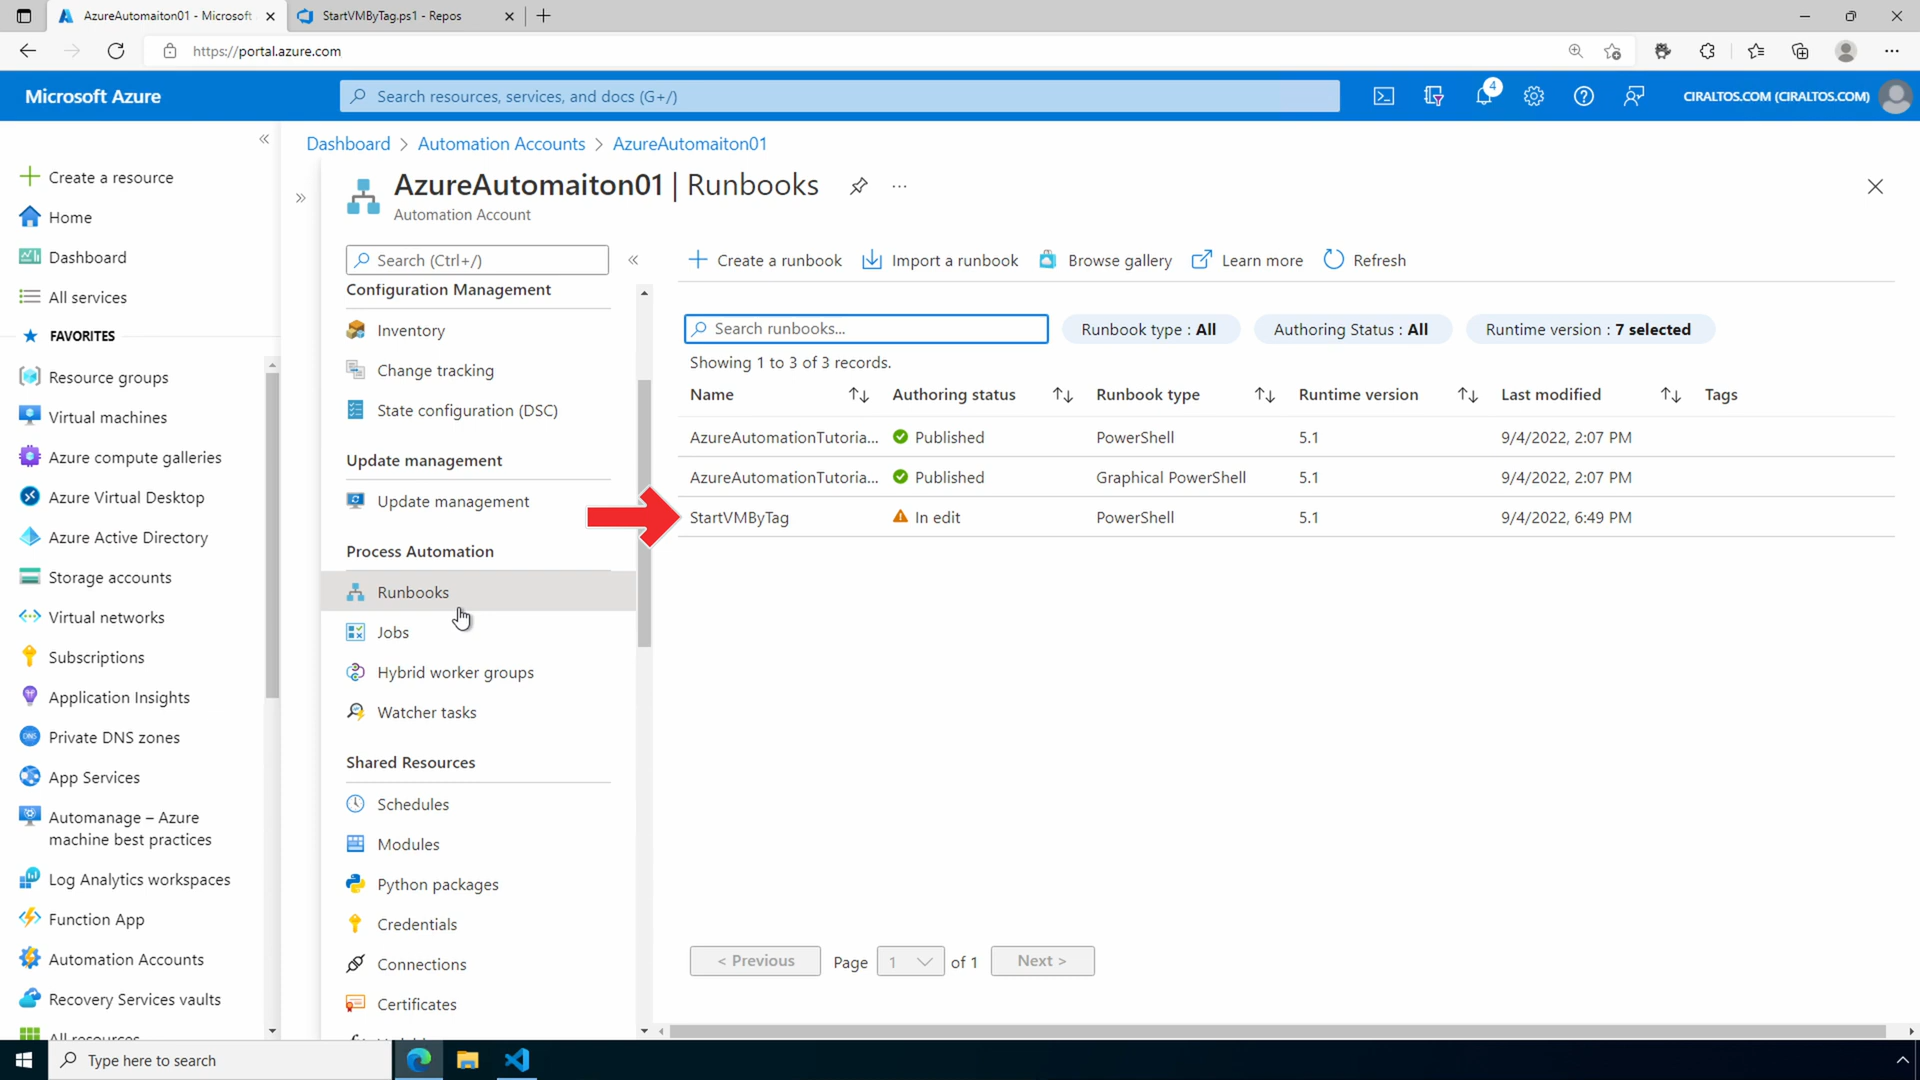 AzureAutomaiton01 - Microsoft
StartVMByTag.ps1 - Repos
https://portal.azure.com
Microsoft Azure
Search resources, services, and docs (G+/)
4
CIRALTOS.COM (CIRALTOS.COM)
Dashboard > Automation Accounts > AzureAutomaiton01
AzureAutomaiton01 | Runbooks
Automation Account
Create a resource
Home
Dashboard
All services
FAVORITES
Resource groups
Virtual machines
Azure compute galleries
Azure Virtual Desktop
Azure Active Directory
Storage accounts
Virtual networks
Subscriptions
Application Insights
DNS
Private DNS zones
App Services
Automanage – Azure
machine best practices
Log Analytics workspaces
Function App
Automation Accounts
Recovery Services vaults
All resources
Search (Ctrl+/)
Configuration Management
Inventory
Change tracking
State configuration (DSC)
Update management
Update management
Process Automation
Runbooks
Jobs
Hybrid worker groups
Watcher tasks
Shared Resources
Schedules
Modules
Python packages
Credentials
Connections
Certificates
Create a runbook
Import a runbook
Browse gallery
Learn more
Refresh
Search runbooks...
Runbook type : All
Authoring Status : All
Runtime version : 7 selected
Showing 1 to 3 of 3 records.
Name Authoring status Runbook type Runtime version Last modified Tags
AzureAutomationTutoria... Published PowerShell 5.1 9/4/2022, 2:07 PM
AzureAutomationTutoria... Published Graphical PowerShell 5.1 9/4/2022, 2:07 PM
StartVMByTag In edit PowerShell 5.1 9/4/2022, 6:49 PM
< Previous Page 1 of 1 Next >
Type here to search